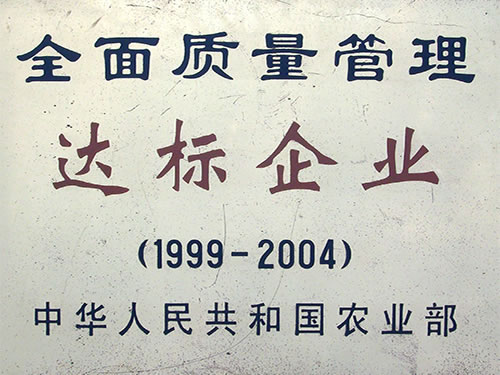 全面质量管理
达标企业
(1999-2004)
中华人民共和国农业部